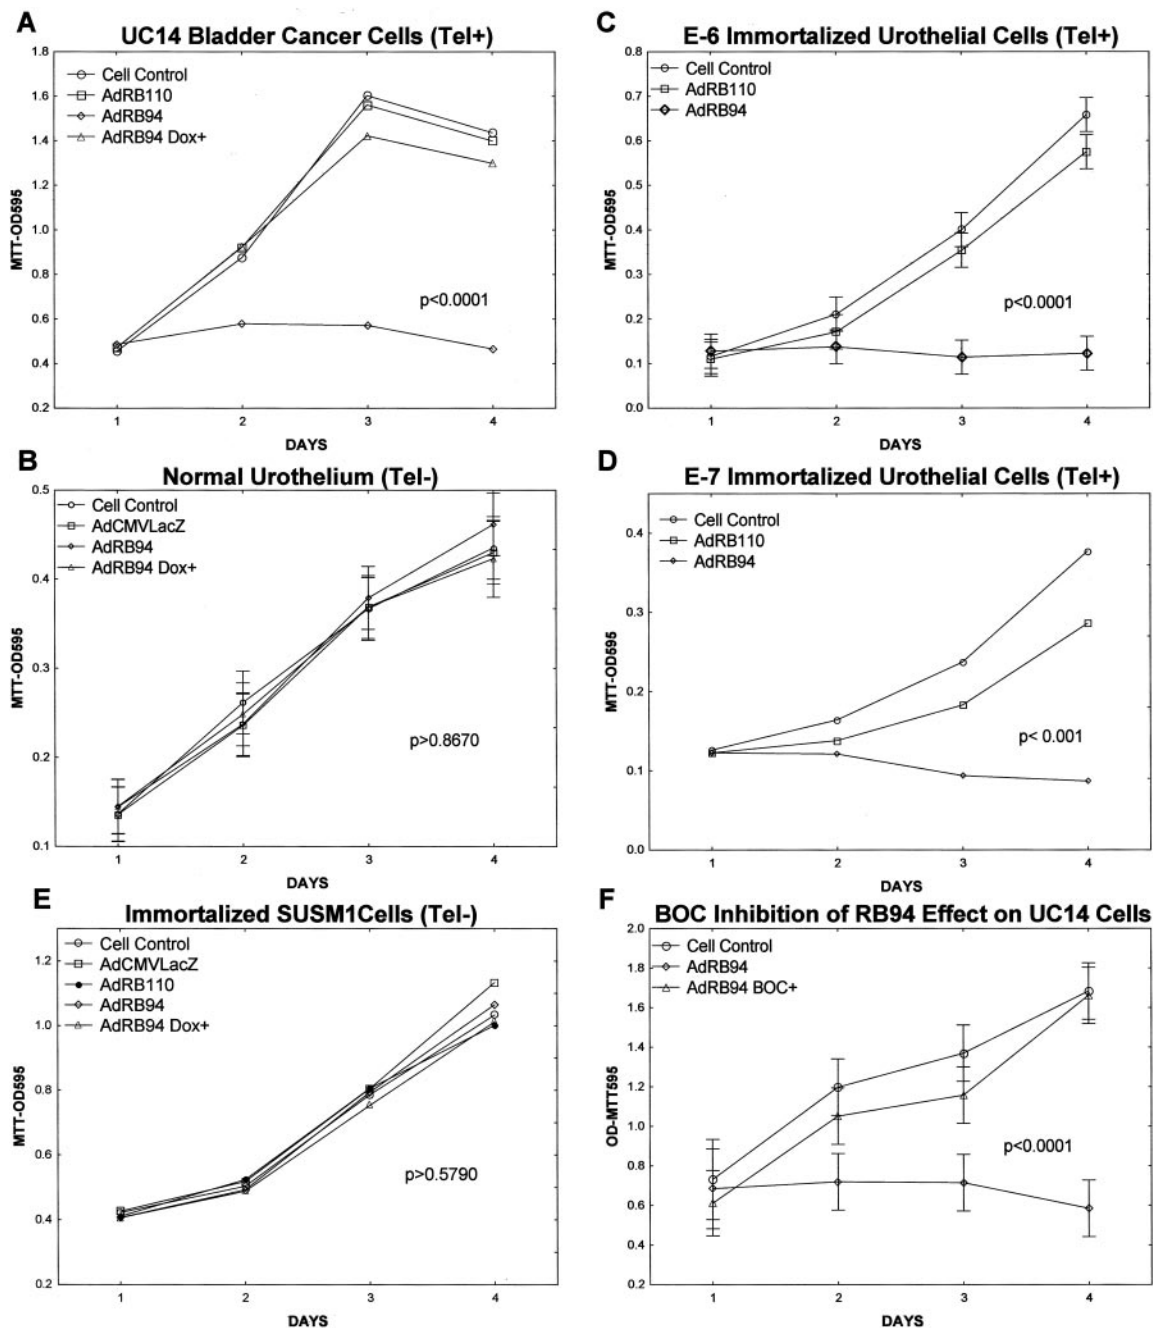 A
UC14 Bladder Cancer Cells (Tel+)
Cell Control
AdRB110
AdRB94
AdRB94 Dox+
MTT-OD595
1.8
1.6
1.4
1.2
1.0
0.8
0.6
0.4
0.2
p<0.0001
1 2 3 4
DAYS
C
E-6 Immortalized Urothelial Cells (Tel+)
Cell Control
AdRB110
AdRB94
MTT-OD595
0.8
0.7
0.6
0.5
0.4
0.3
0.2
0.1
0.0
p<0.0001
1 2 3 4
DAYS
B
Normal Urothelium (Tel-)
Cell Control
AdCMVLacZ
AdRB94
AdRB94 Dox+
MTT-OD595
0.5
0.4
0.3
0.2
0.1
p>0.8670
1 2 3 4
DAYS
D
E-7 Immortalized Urothelial Cells (Tel+)
Cell Control
AdRB110
AdRB94
MTT-OD595
0.4
0.3
0.2
0.1
0.0
p< 0.001
1 2 3 4
DAYS
E
Immortalized SUSM1Cells (Tel-)
Cell Control
AdCMVLacZ
AdRB110
AdRB94
AdRB94 Dox+
MTT-OD595
1.2
1.0
0.8
0.6
0.4
0.2
p>0.5790
1 2 3 4
DAYS
F
BOC Inhibition of RB94 Effect on UC14 Cells
Cell Control
AdRB94
AdRB94 BOC+
OD-MTT595
2.0
1.8
1.6
1.4
1.2
1.0
0.8
0.6
0.4
0.2
p<0.0001
1 2 3 4
DAYS